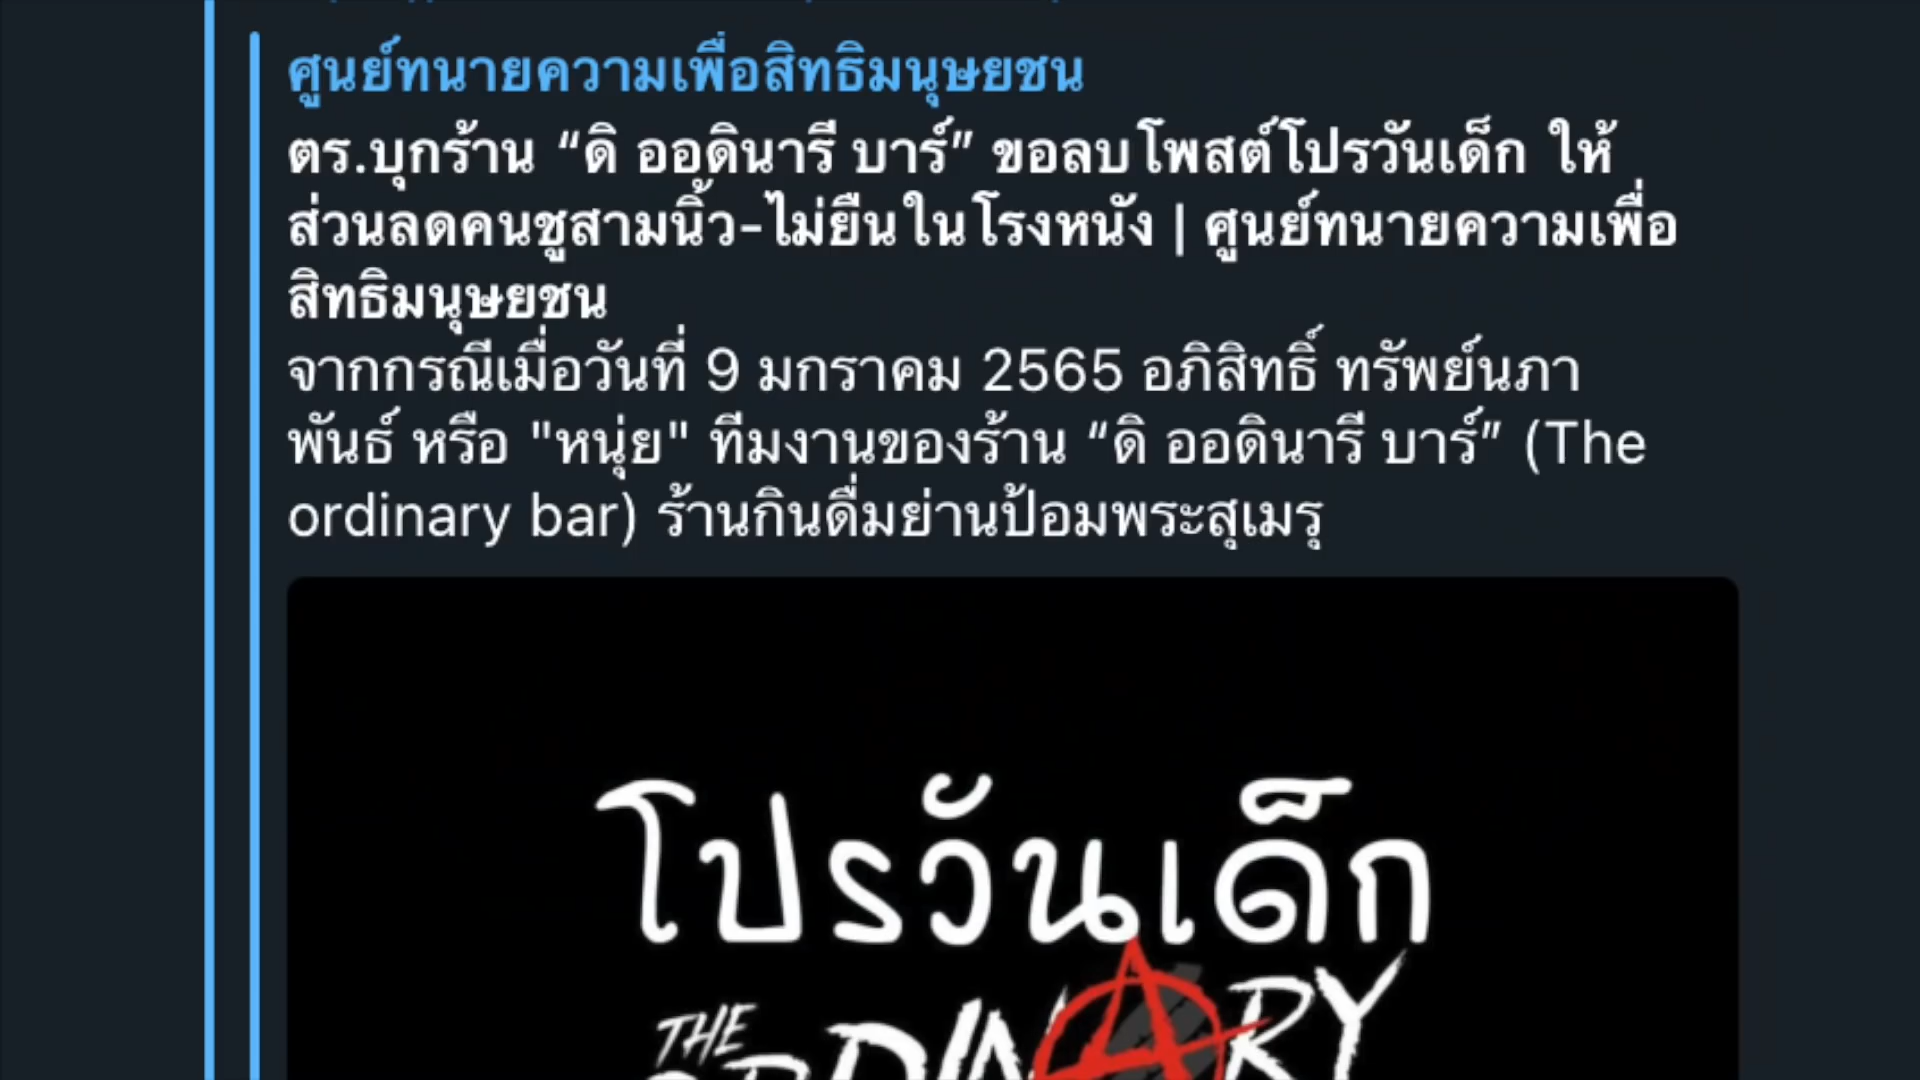 ศูนย์ทนายความเพื่อสิทธิมนุษยชน
ตร.บุกร้าน “ดิ ออดินารี บาร์” ขอลบโพสต์โปรวันเด็ก ให้
ส่วนลดคนชูสามนิ้ว-ไม่ยืนในโรงหนัง | ศูนย์ทนายความเพื่อ
สิทธิมนุษยชน
จากกรณีเมื่อวันที่ 9 มกราคม 2565 อภิสิทธิ์ ทรัพย์นภา
พันธ์ หรือ "หนุ่ย" ทีมงานของร้าน “ดิ ออดินารี บาร์” (The
ordinary bar) ร้านกินดื่มย่านป้อมพระสุเมรุ
โปรวันเด็ก
THE
ORDINARY